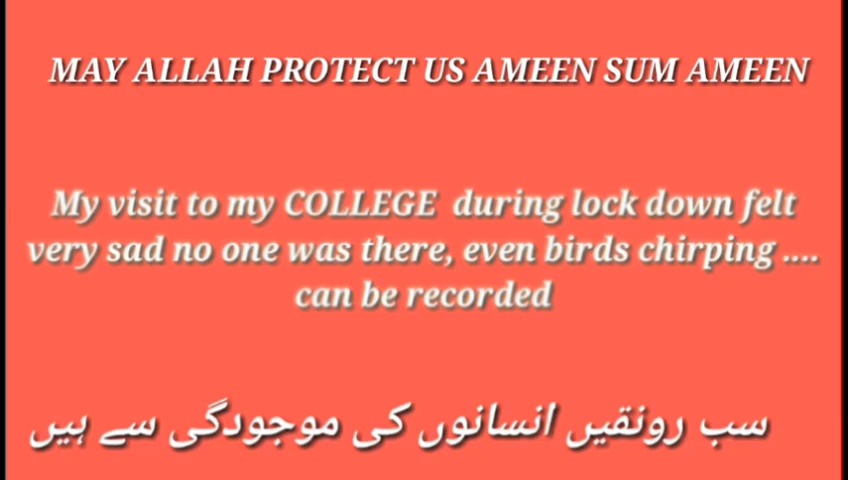 MAY ALLAH PROTECT US AMEEN SUM AMEEN
My visit to my COLLEGE during lock down felt
very sad no one was there, even birds chirping ....
can be recorded
سب رونقیں انسانوں کی موجودگی سے ہیں